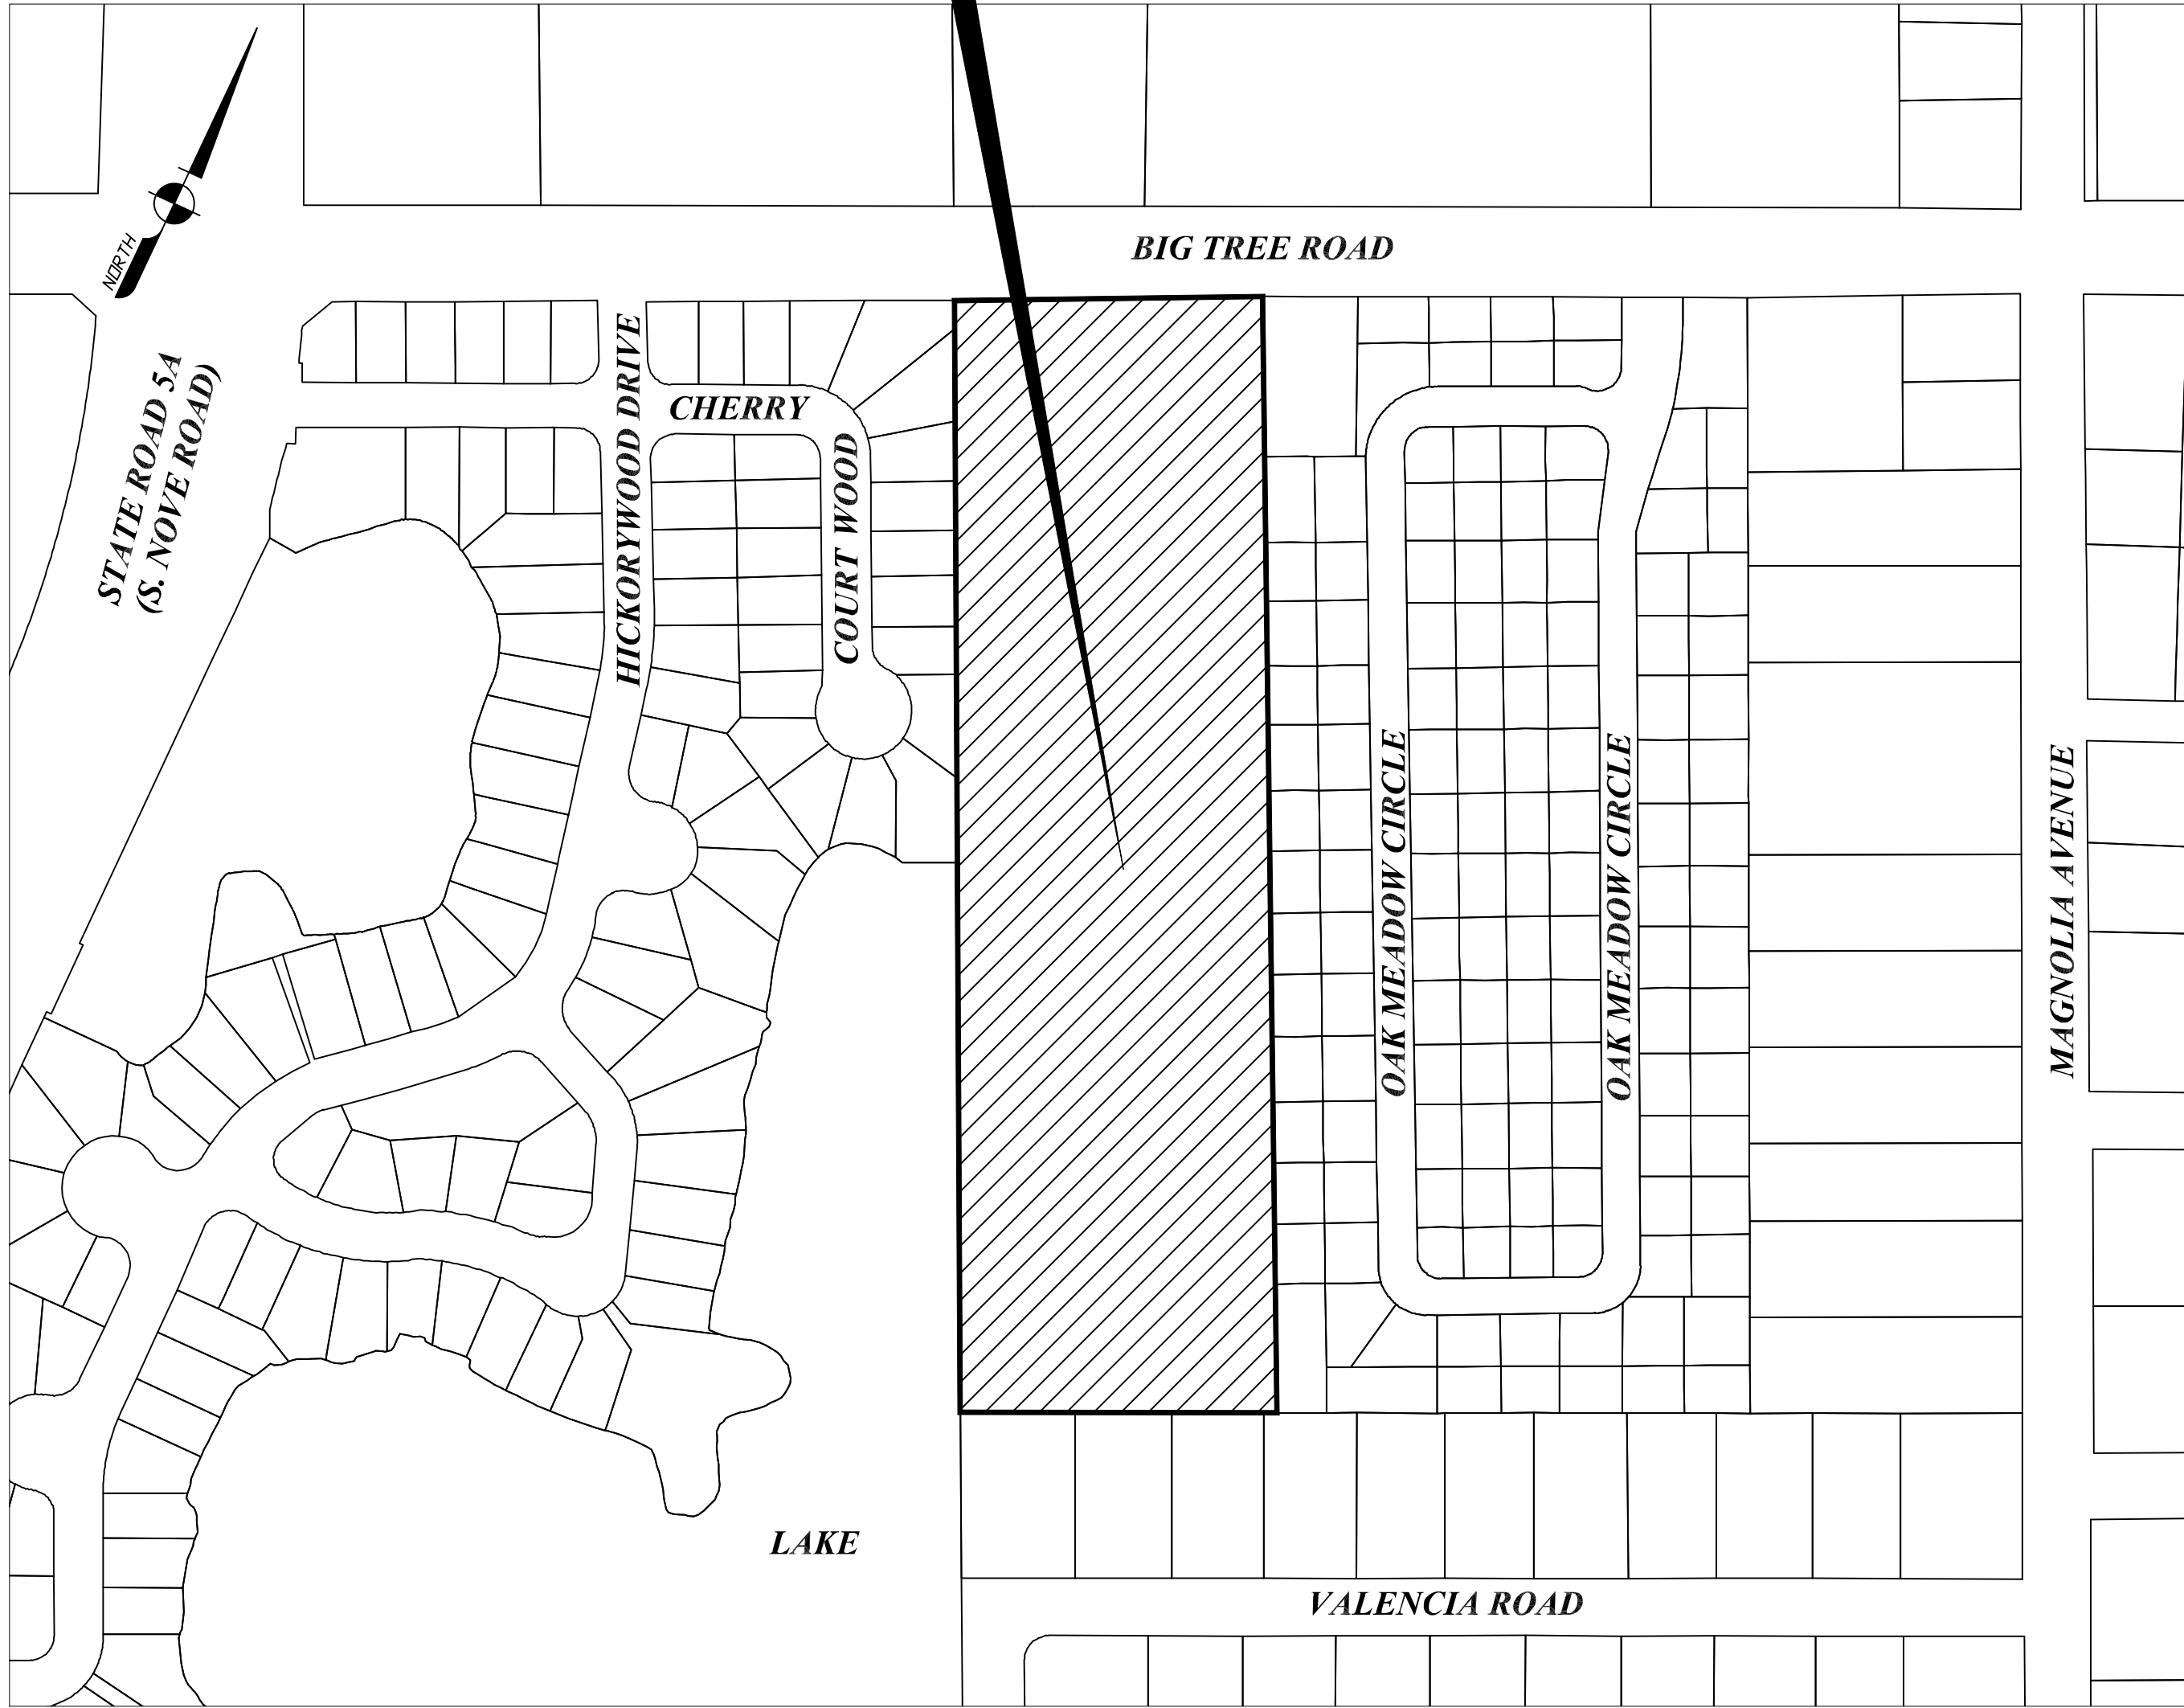 BIG TREE ROAD
NORTH
STATE ROAD 5A
(S. NOVE ROAD)
HICKORYWOOD DRIVE
CHERRY
COURT WOOD
OAK MEADOW CIRCLE
OAK MEADOW CIRCLE
MAGNOLIA AVENUE
LAKE
VALENCIA ROAD